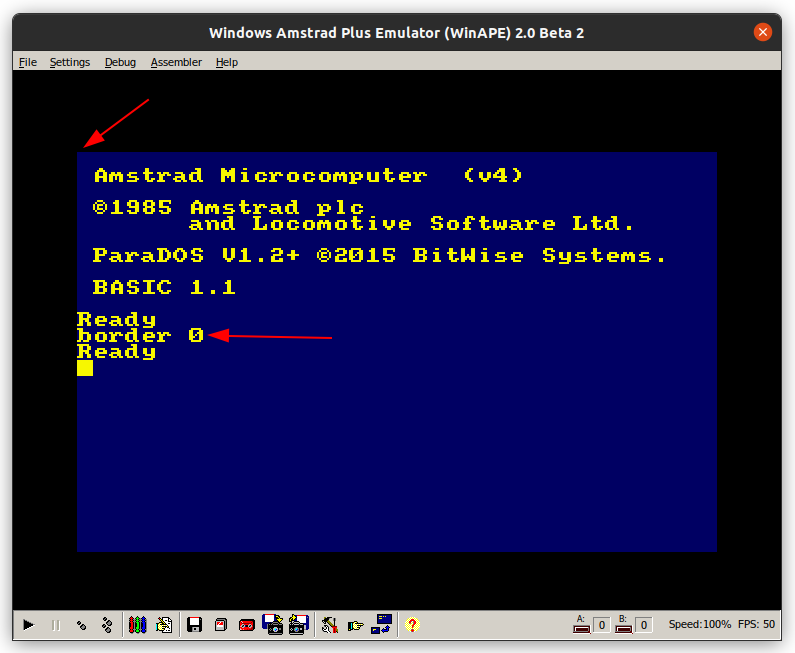 Windows Amstrad Plus Emulator (WinAPE) 2.0 Beta 2
File Settings Debug Assembler Help
Amstrad Microcomputer (v4)
©1985 Amstrad plc
and Locomotive Software Ltd.
ParaDOS V1.2+ ©2015 BitWise Systems.
BASIC 1.1
Ready
border 0
Ready
A: 0 B: 0 Speed:100% FPS: 50